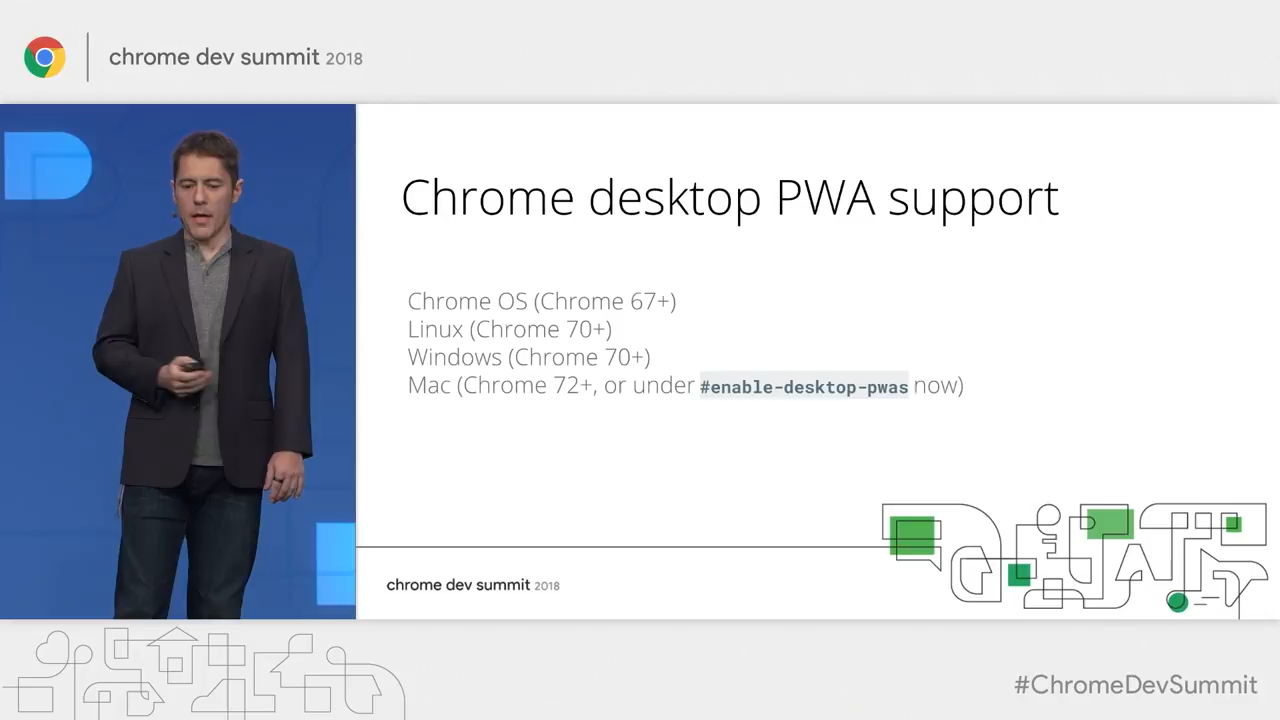 chrome dev summit 2018
Chrome desktop PWA support
Chrome OS (Chrome 67+)
Linux (Chrome 70+)
Windows (Chrome 70+)
Mac (Chrome 72+, or under #enable-desktop-pwas now)
chrome dev summit 2018
#ChromeDevSummit